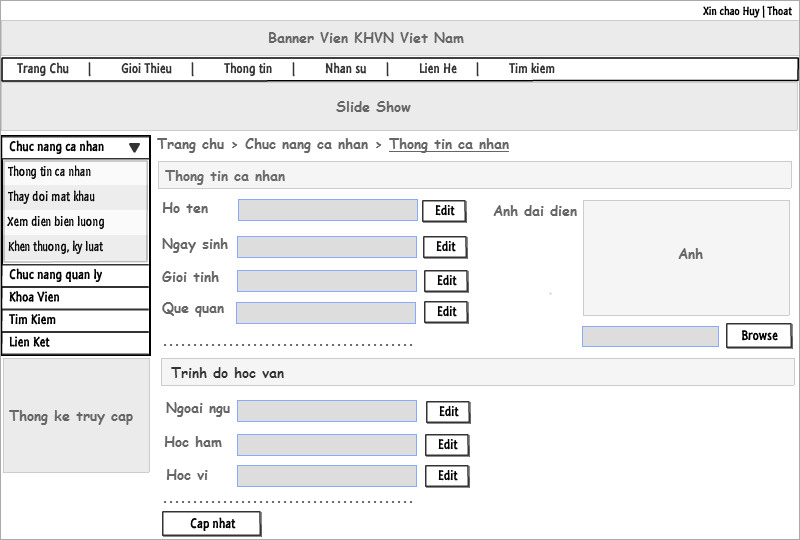 Xin chao Huy | Thoat
Banner Vien KHVN Viet Nam
Trang Chu | Gioi Thieu | Thong tin | Nhan su | Lien He | Tim kiem
Slide Show
Chuc nang ca nhan
Thong tin ca nhan
Thay doi mat khau
Xem dien bien luong
Khen thuong, ky luat
Chuc nang quan ly
Khoa Vien
Tim Kiem
Lien Ket
Thong ke truy cap
Trang chu > Chuc nang ca nhan > Thong tin ca nhan
Thong tin ca nhan
Ho ten Edit
Ngay sinh Edit
Gioi tinh Edit
Que quan Edit
Anh dai dien
Anh
Browse
Trinh do hoc van
Ngoai ngu Edit
Hoc ham Edit
Hoc vi Edit
Cap nhat